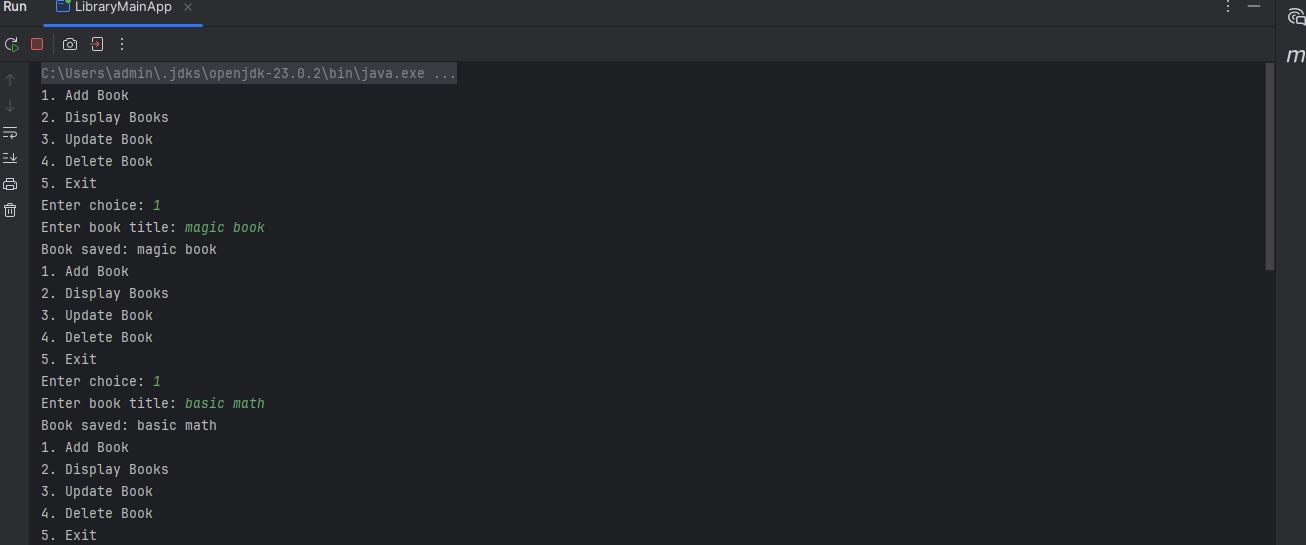 Run LibraryMainApp
C:\Users\admin\.jdks\openjdk-23.0.2\bin\java.exe ...
1. Add Book
2. Display Books
3. Update Book
4. Delete Book
5. Exit
Enter choice: 1
Enter book title: magic book
Book saved: magic book
1. Add Book
2. Display Books
3. Update Book
4. Delete Book
5. Exit
Enter choice: 1
Enter book title: basic math
Book saved: basic math
1. Add Book
2. Display Books
3. Update Book
4. Delete Book
5. Exit
m